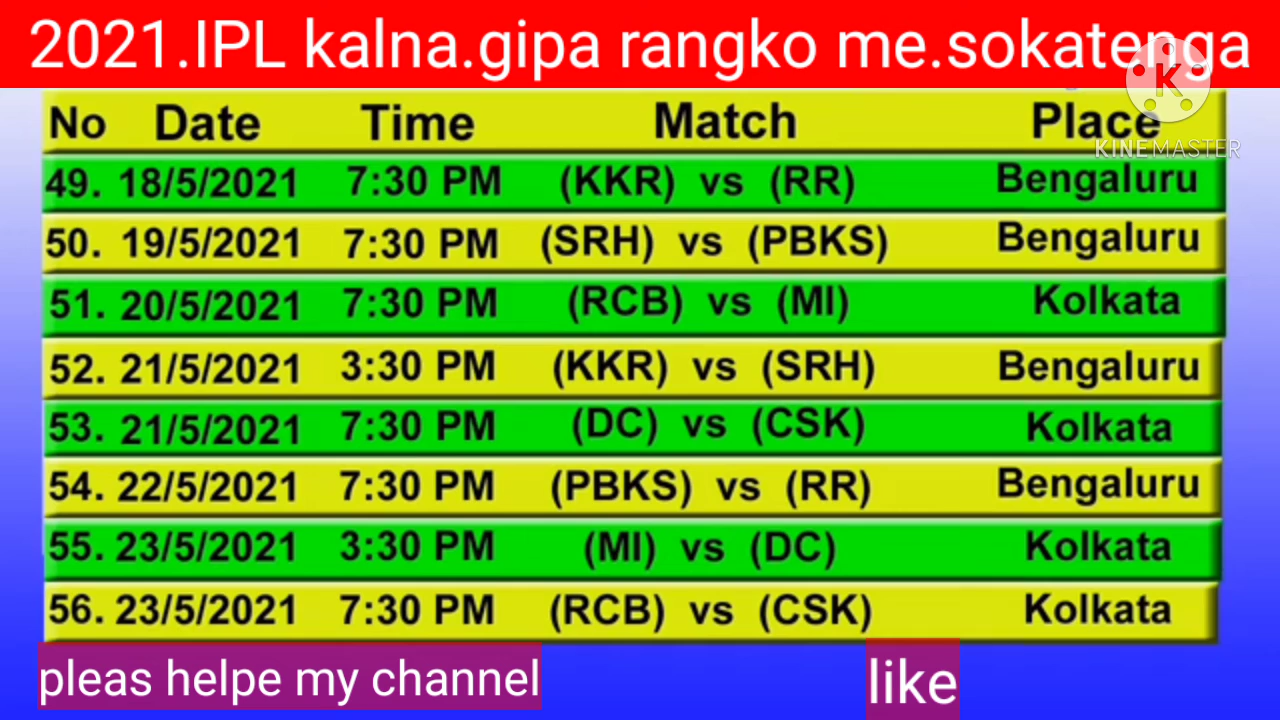 2021.IPL kalna.gipa rangko me.sokatenga
K
KINEMASTER
No Date Time Match Place
49. 18/5/2021 7:30 PM (KKR) vs (RR) Bengaluru
50. 19/5/2021 7:30 PM (SRH) vs (PBKS) Bengaluru
51. 20/5/2021 7:30 PM (RCB) vs (MI) Kolkata
52. 21/5/2021 3:30 PM (KKR) vs (SRH) Bengaluru
53. 21/5/2021 7:30 PM (DC) vs (CSK) Kolkata
54. 22/5/2021 7:30 PM (PBKS) vs (RR) Bengaluru
55. 23/5/2021 3:30 PM (MI) vs (DC) Kolkata
56. 23/5/2021 7:30 PM (RCB) vs (CSK) Kolkata
pleas helpe my channel like